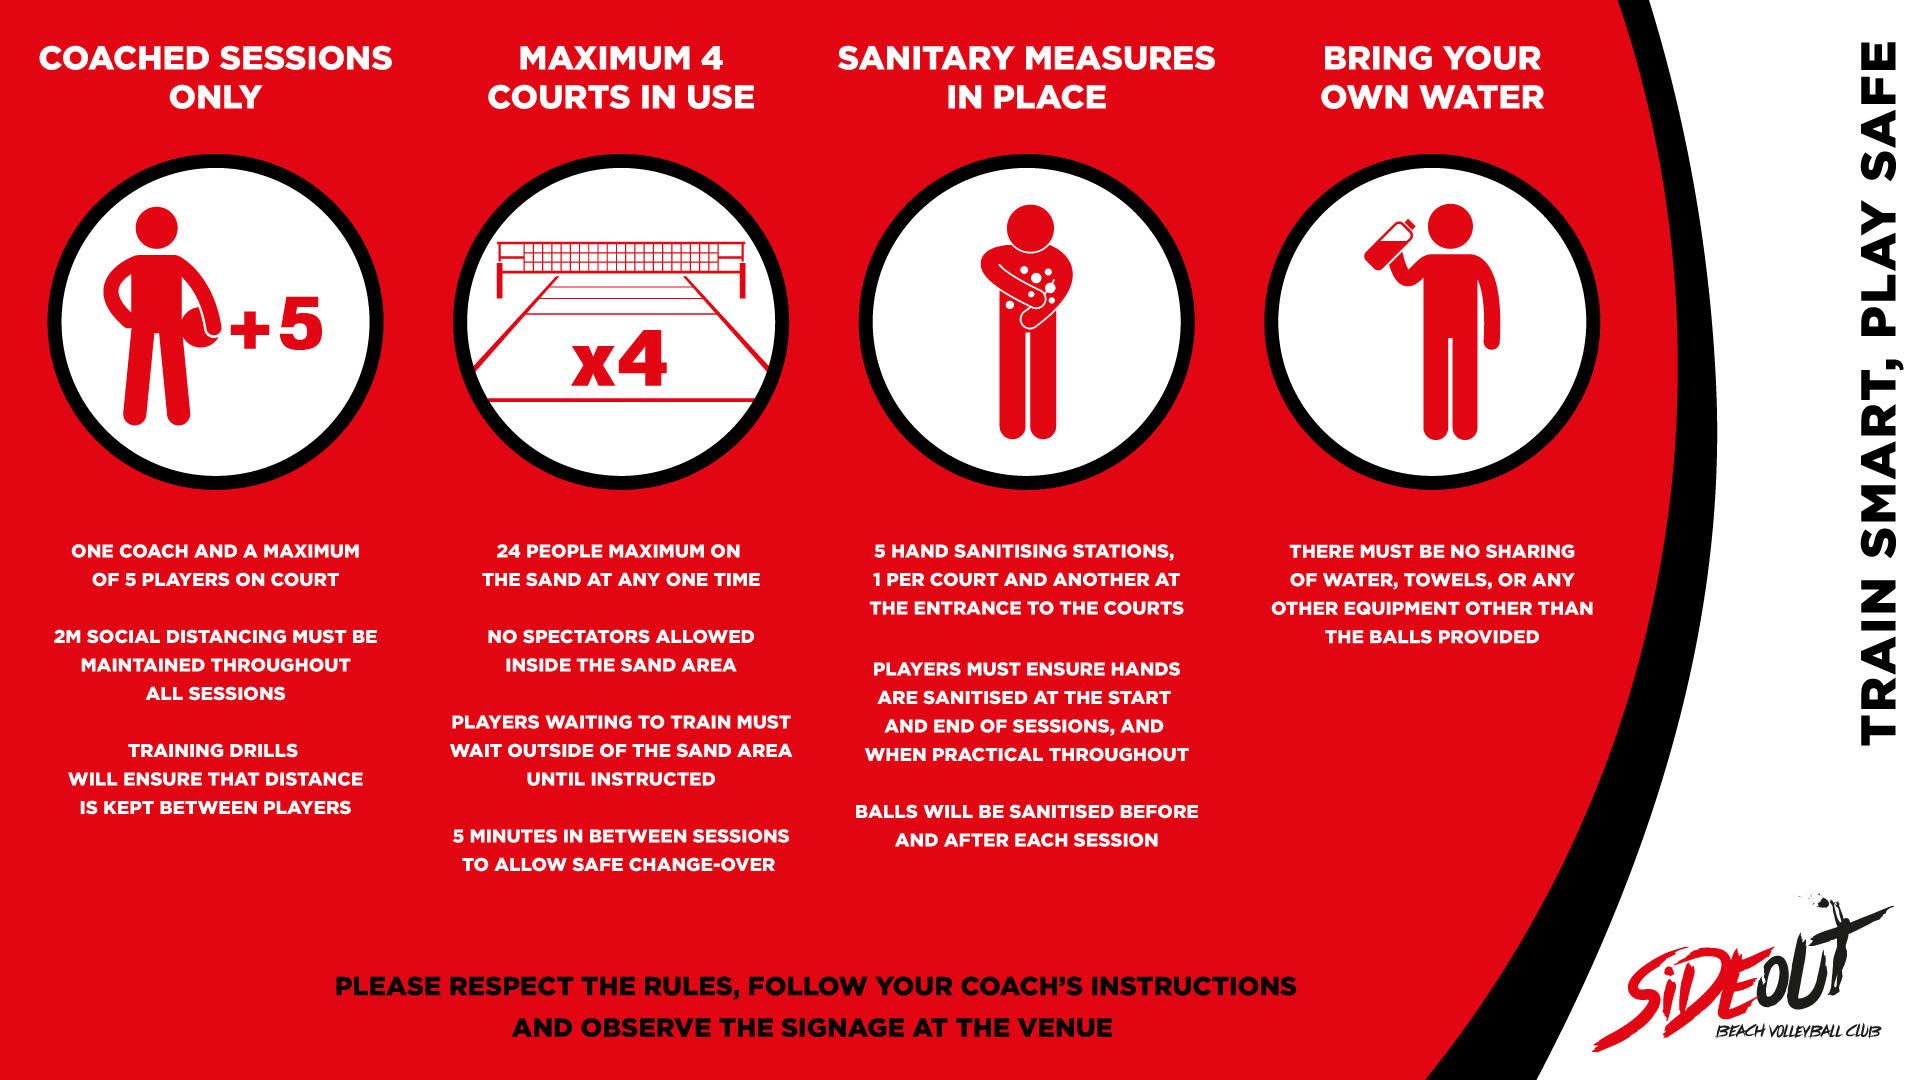 COACHED SESSIONS
ONLY
+5
ONE COACH AND A MAXIMUM
OF 5 PLAYERS ON COURT
2M SOCIAL DISTANCING MUST BE
MAINTAINED THROUGHOUT
ALL SESSIONS
TRAINING DRILLS
WILL ENSURE THAT DISTANCE
IS KEPT BETWEEN PLAYERS
MAXIMUM 4
COURTS IN USE
x4
24 PEOPLE MAXIMUM ON
THE SAND AT ANY ONE TIME
NO SPECTATORS ALLOWED
INSIDE THE SAND AREA
PLAYERS WAITING TO TRAIN MUST
WAIT OUTSIDE OF THE SAND AREA
UNTIL INSTRUCTED
5 MINUTES IN BETWEEN SESSIONS
TO ALLOW SAFE CHANGE-OVER
SANITARY MEASURES
IN PLACE
5 HAND SANITISING STATIONS,
1 PER COURT AND ANOTHER AT
THE ENTRANCE TO THE COURTS
PLAYERS MUST ENSURE HANDS
ARE SANITISED AT THE START
AND END OF SESSIONS, AND
WHEN PRACTICAL THROUGHOUT
BALLS WILL BE SANITISED BEFORE
AND AFTER EACH SESSION
BRING YOUR
OWN WATER
THERE MUST BE NO SHARING
OF WATER, TOWELS, OR ANY
OTHER EQUIPMENT OTHER THAN
THE BALLS PROVIDED
PLEASE RESPECT THE RULES, FOLLOW YOUR COACH'S INSTRUCTIONS
AND OBSERVE THE SIGNAGE AT THE VENUE
TRAIN SMART, PLAY SAFE
SiDEOUT
BEACH VOLLEYBALL CLUB